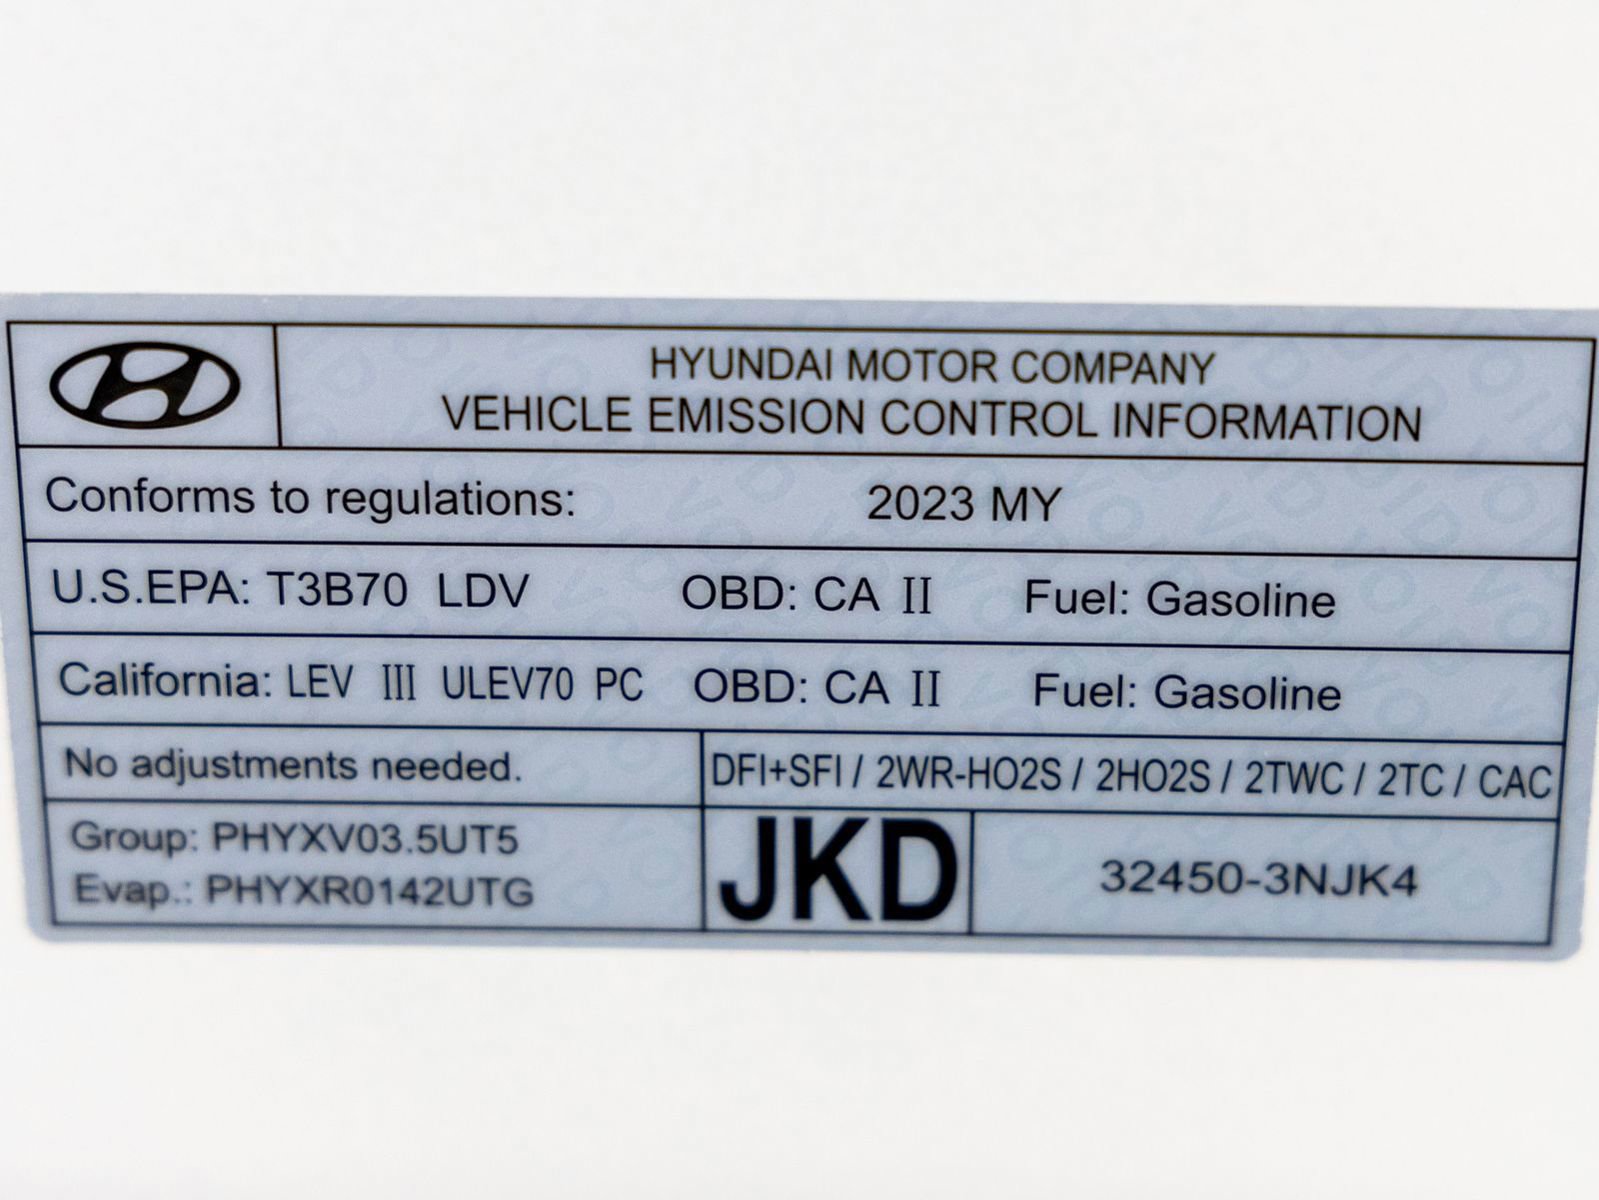 HYUNDAI MOTOR COMPANY
VEHICLE EMISSION CONTROL INFORMATION
Conforms to regulations: 2023 MY
U.S.EPA: T3B70 LDV OBD: CA II Fuel: Gasoline
California: LEV III ULEV70 PC OBD: CA II Fuel: Gasoline
No adjustments needed.
DFI+SFI / 2WR-HO2S / 2HO2S / 2TWC / 2TC / CAC
Group: PHYXV03.5UT5
Evap.: PHYXR0142UTG
JKD
32450-3NJK4